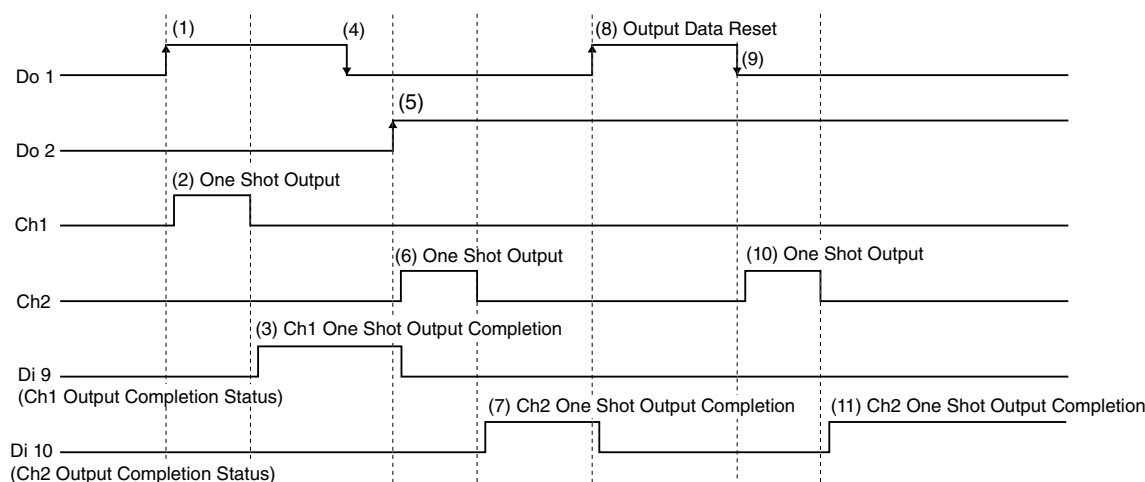 (1)
(4)
(8) Output Data Reset
Do 1
(9)
(5)
Do 2
(2) One Shot Output
Ch1
(6) One Shot Output
(10) One Shot Output
Ch2
(3) Ch1 One Shot Output Completion
Di 9
(Ch1 Output Completion Status)
(7) Ch2 One Shot Output Completion
(11) Ch2 One Shot Output Completion
Di 10
(Ch2 Output Completion Status)